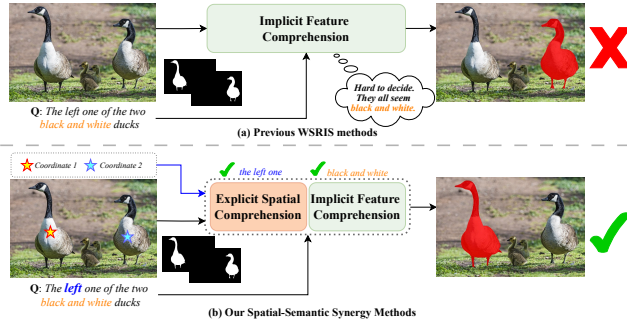 Implicit Feature
Comprehension
Hard to decide.
They all seem
black and white.
Q: The left one of the two
black and white ducks
(a) Previous WSRIS methods
Coordinate 1 Coordinate 2
the left one black and white
Explicit Spatial
Comprehension
Implicit Feature
Comprehension
Q: The left one of the two
black and white ducks
(b) Our Spatial-Semantic Synergy Methods